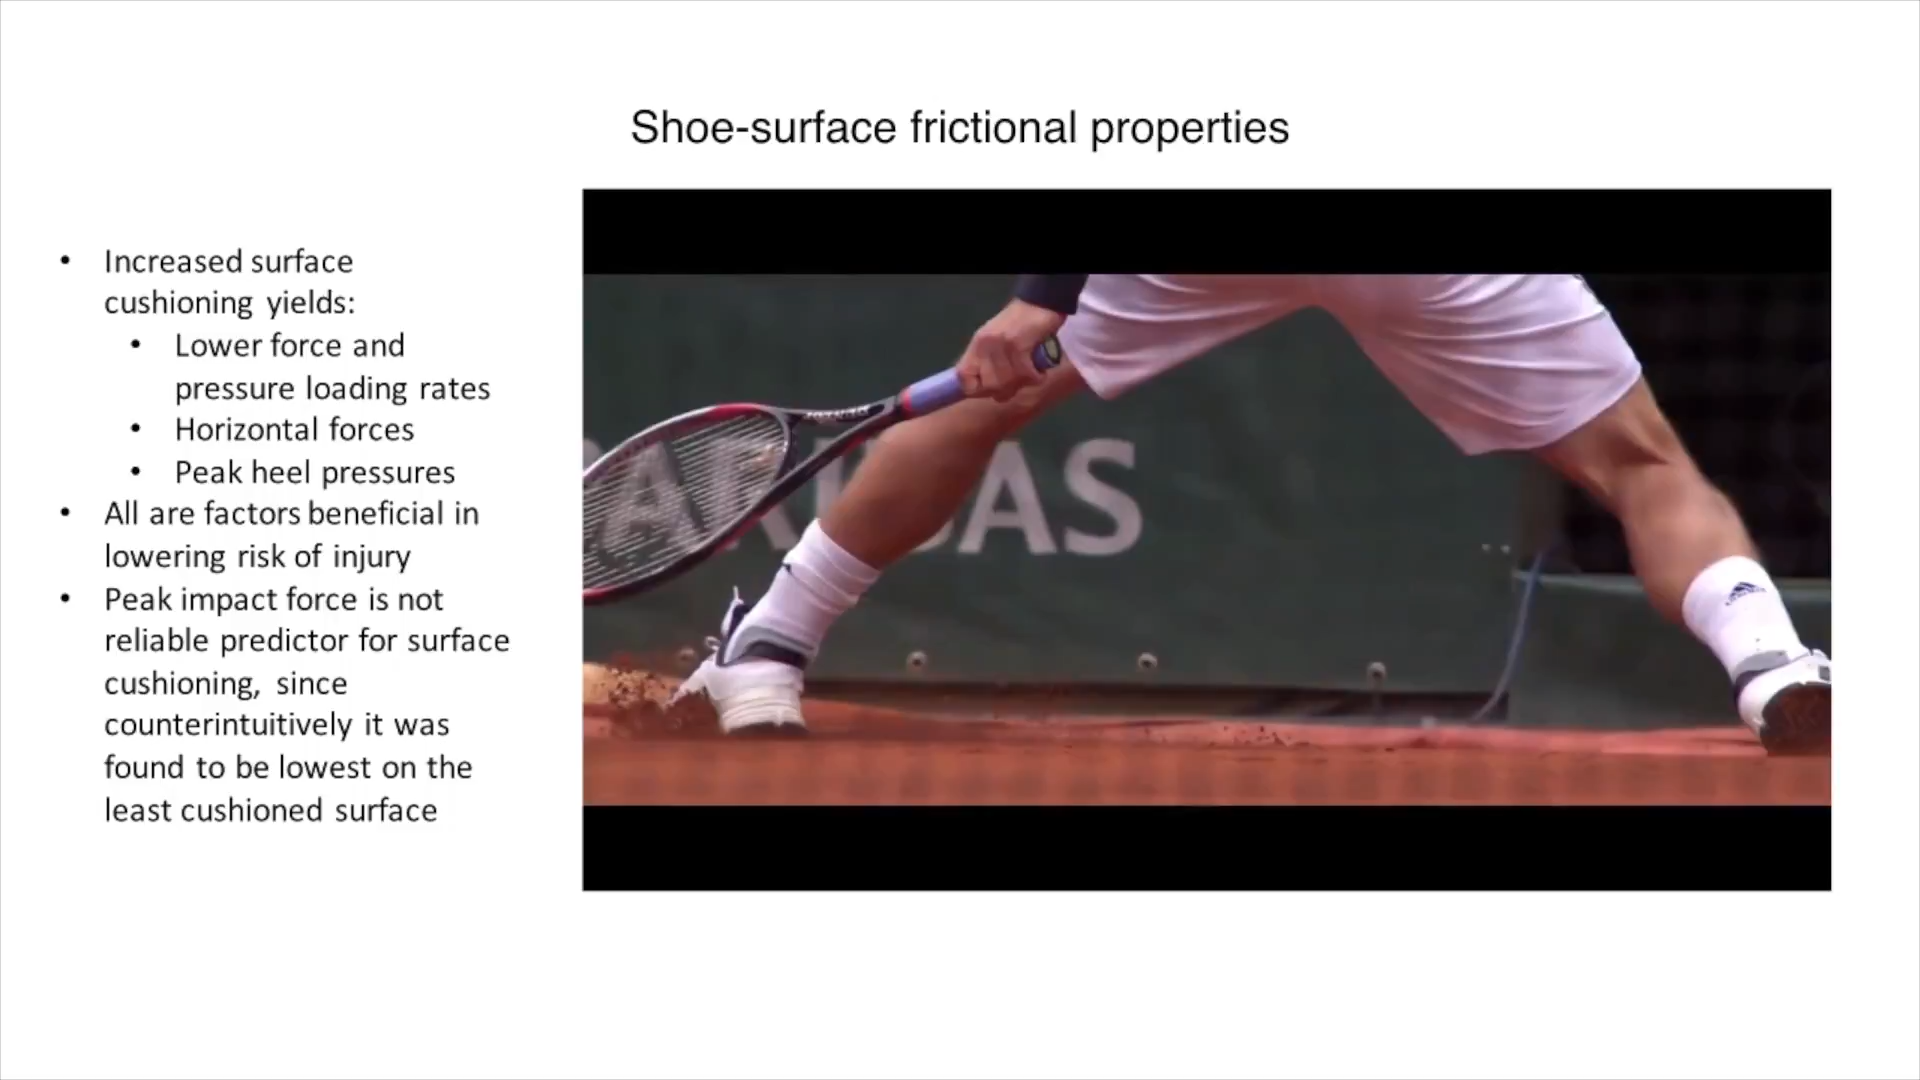 Shoe-surface frictional properties
• Increased surface
cushioning yields:
• Lower force and
pressure loading rates
• Horizontal forces
• Peak heel pressures
• All are factors beneficial in
lowering risk of injury
• Peak impact force is not
reliable predictor for surface
cushioning, since
counterintuitively it was
found to be lowest on the
least cushioned surface